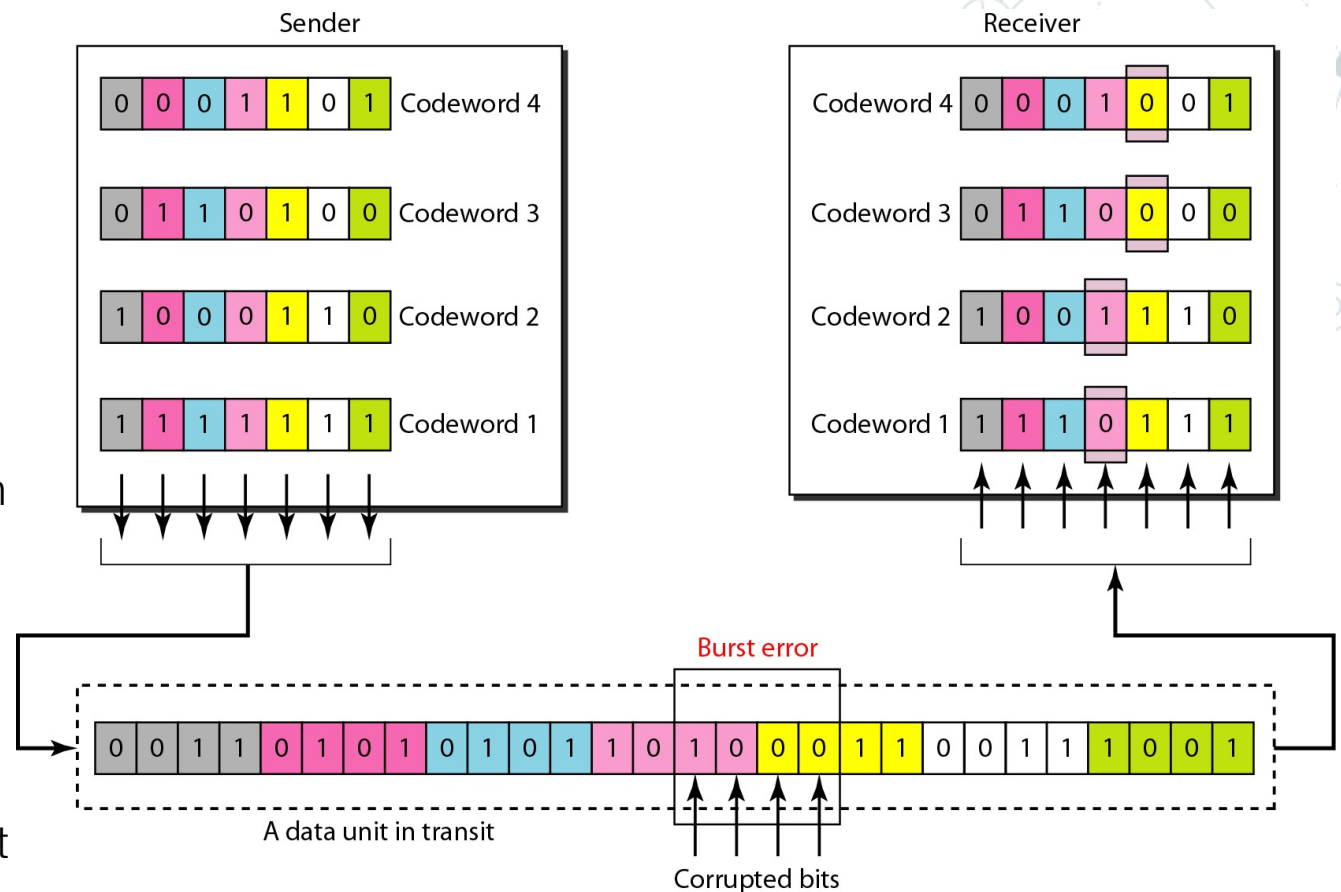 Sender
0 0 0 1 1 0 1 Codeword 4
0 1 1 0 1 0 0 Codeword 3
1 0 0 0 1 1 0 Codeword 2
1 1 1 1 1 1 1 Codeword 1
Receiver
Codeword 4 0 0 0 1 0 0 1
Codeword 3 0 1 1 0 0 0 0
Codeword 2 1 0 0 1 1 1 0
Codeword 1 1 1 1 0 1 1 1
n
Burst error
0 0 1 1 0 1 0 1 0 1 0 1 1 0 1 0 0 0 1 1 0 0 1 1 1 0 0 1
A data unit in transit
t
Corrupted bits